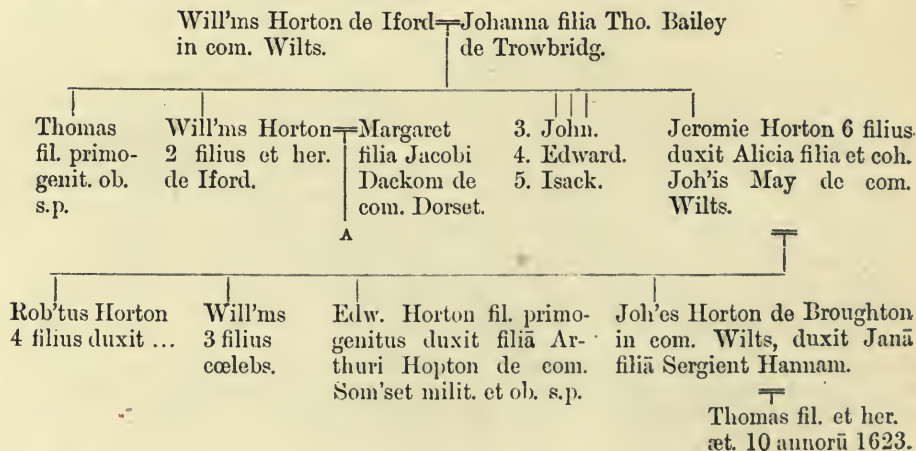 Will'ms Horton de Iford
in com. Wilts.
Johanna filia Tho. Bailey
de Trowbridg.
Thomas
fil. primo-
genit. ob.
s.p.
Will'ms Horton
2 filius et her.
de Iford.
Margaret
filia Jacobi
Dackom de
com. Dorset.
A
3. John.
4. Edward.
5. Isack.
Jeromie Horton 6 filius
duxit Alicia filia et coh.
Joh'is May de com.
Wilts.
Rob'tus Horton
4 filius duxit ...
Will'ms
3 filius
cœlebs.
Edw. Horton fil. primo-
genitus duxit filiā Ar-
thuri Hopton de com.
Som'set milit. et ob. s.p.
Joh'es Horton de Broughton
in com. Wilts, duxit Janā
filiā Sergient Hannam.
Thomas fil. et her.
æt. 10 annorū 1623.